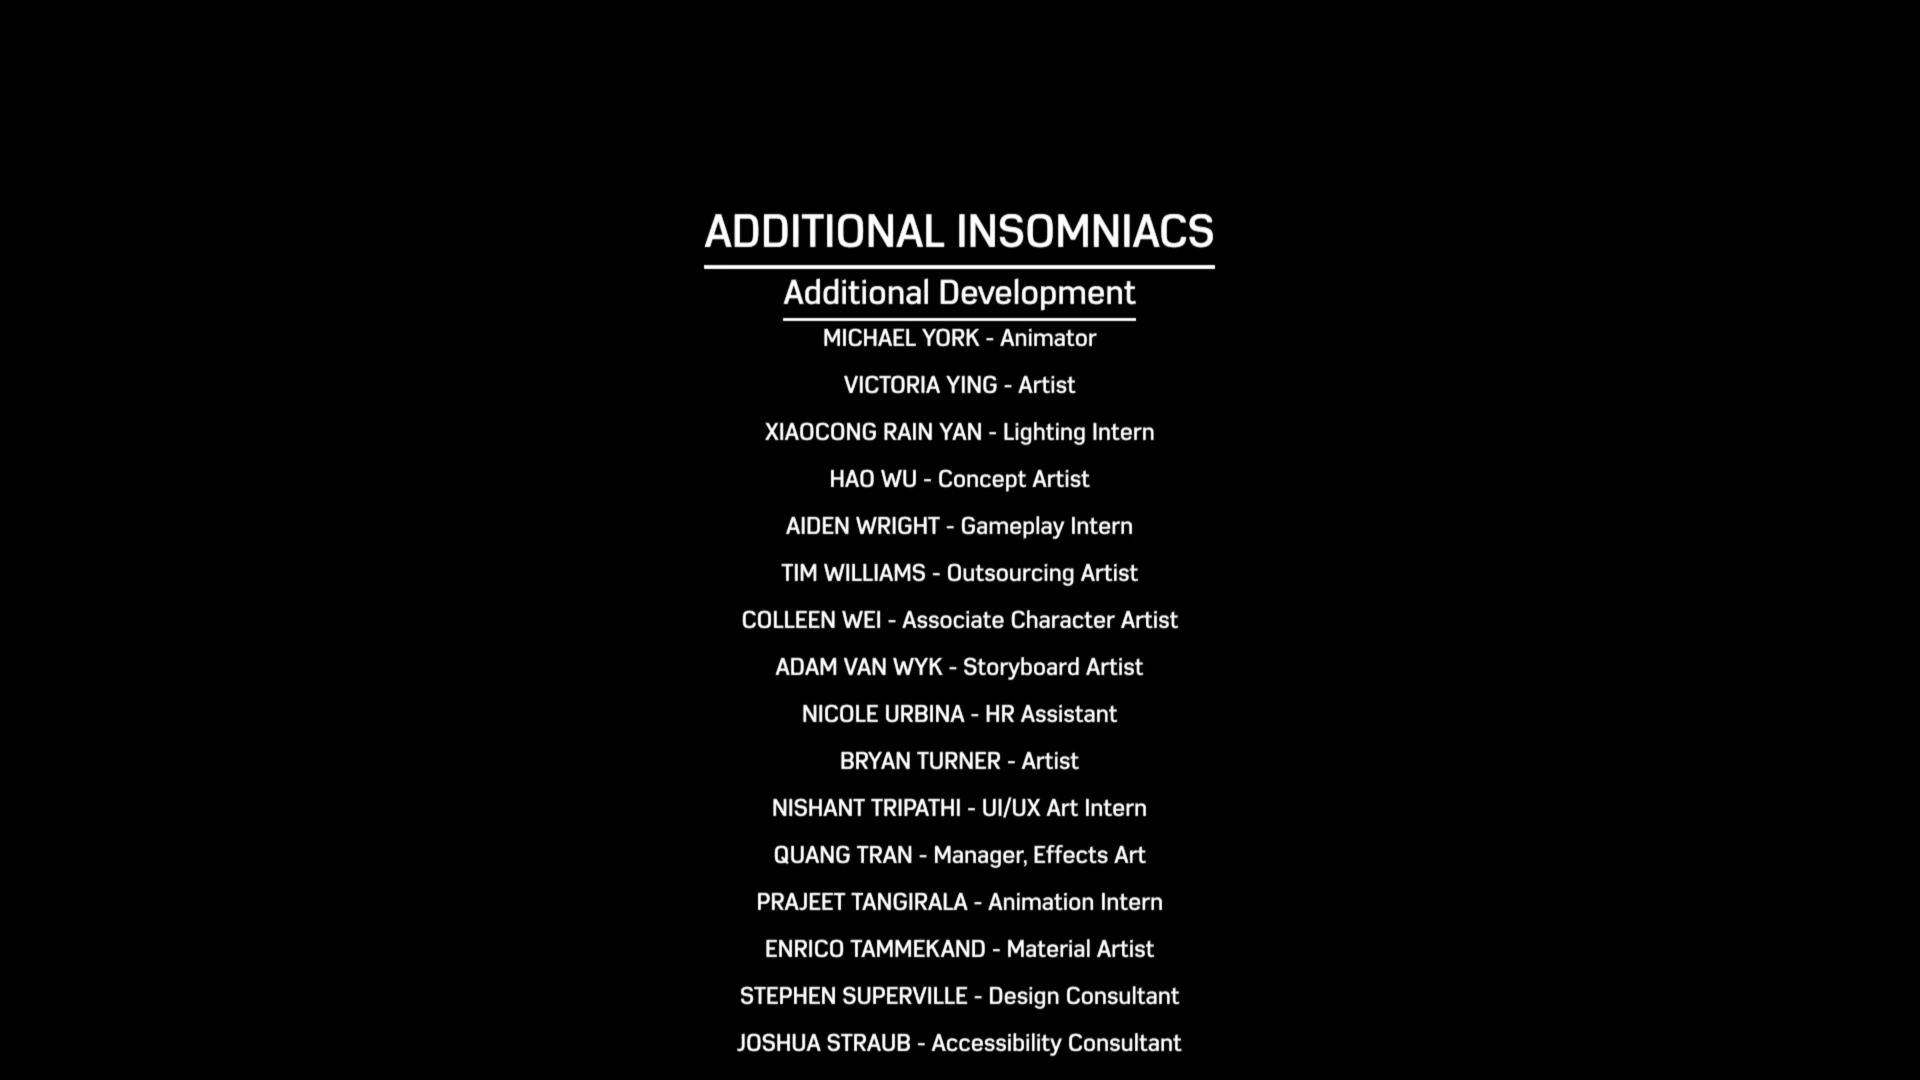 ADDITIONAL INSOMNIACS
Additional Development
MICHAEL YORK - Animator
VICTORIA YING - Artist
XIAOCONG RAIN YAN - Lighting Intern
HAO WU - Concept Artist
AIDEN WRIGHT - Gameplay Intern
TIM WILLIAMS - Outsourcing Artist
COLLEEN WEI - Associate Character Artist
ADAM VAN WYK - Storyboard Artist
NICOLE URBINA - HR Assistant
BRYAN TURNER - Artist
NISHANT TRIPATHI - UI/UX Art Intern
QUANG TRAN - Manager, Effects Art
PRAJEET TANGIRALA - Animation Intern
ENRICO TAMMEKAND - Material Artist
STEPHEN SUPERVILLE - Design Consultant
JOSHUA STRAUB - Accessibility Consultant